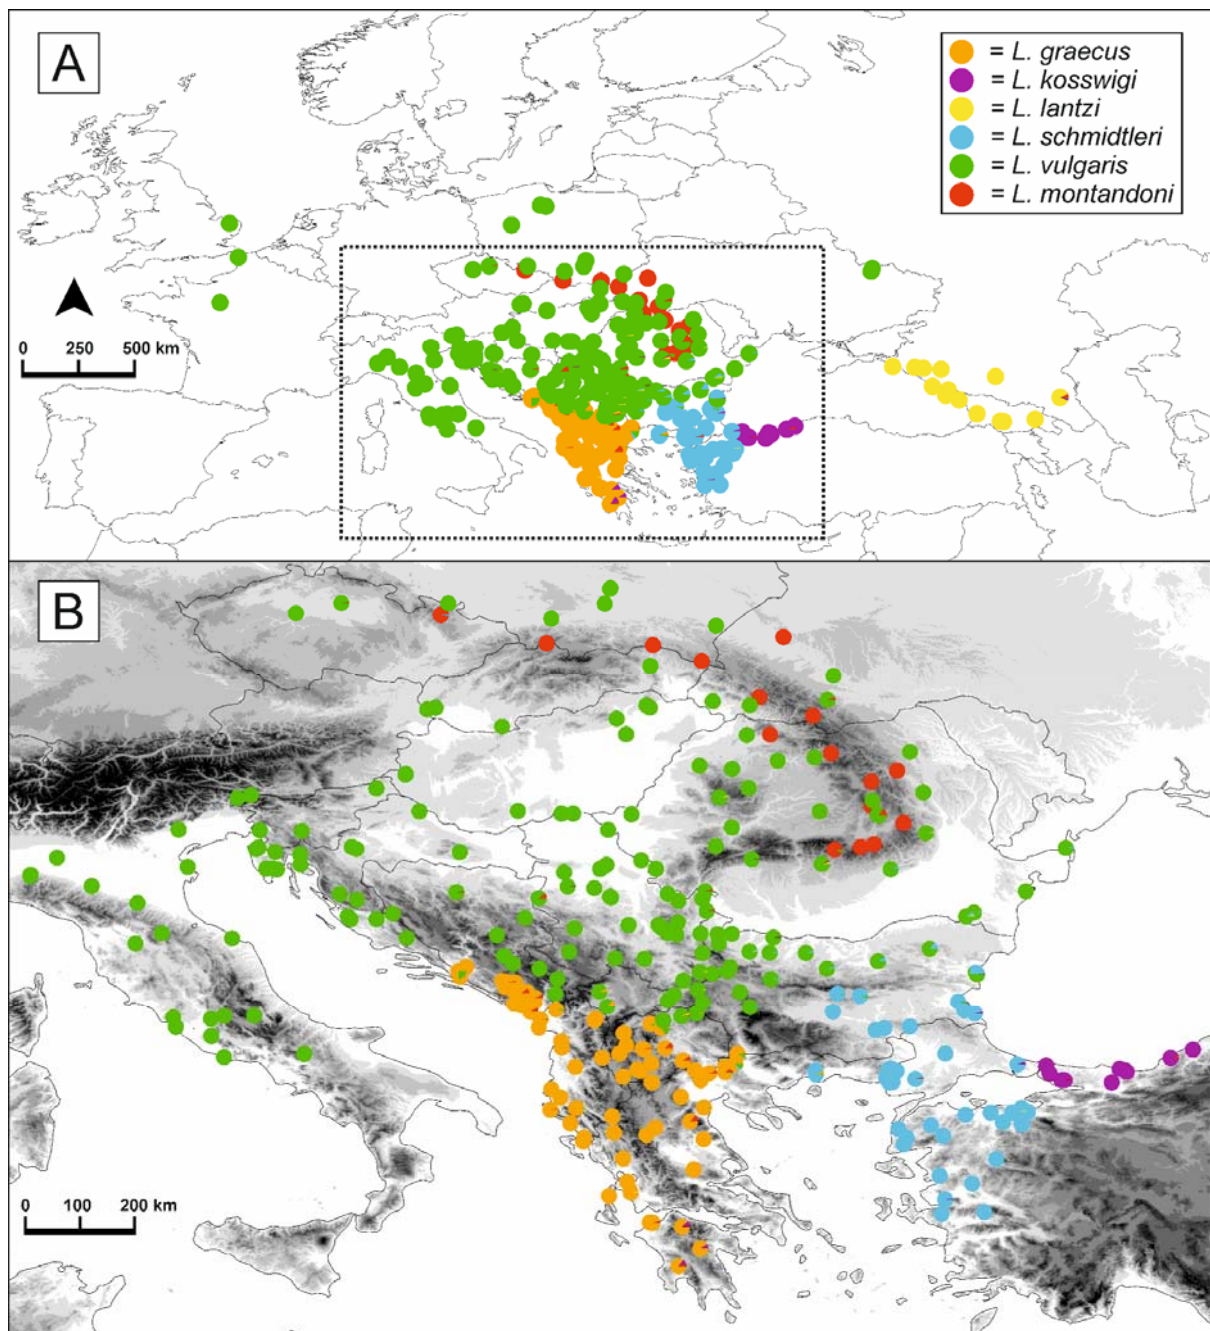 A
= L. graecus
= L. kosswigi
= L. lantzi
= L. schmidtleri
= L. vulgaris
= L. montandoni
0 250 500 km
B
0 100 200 km